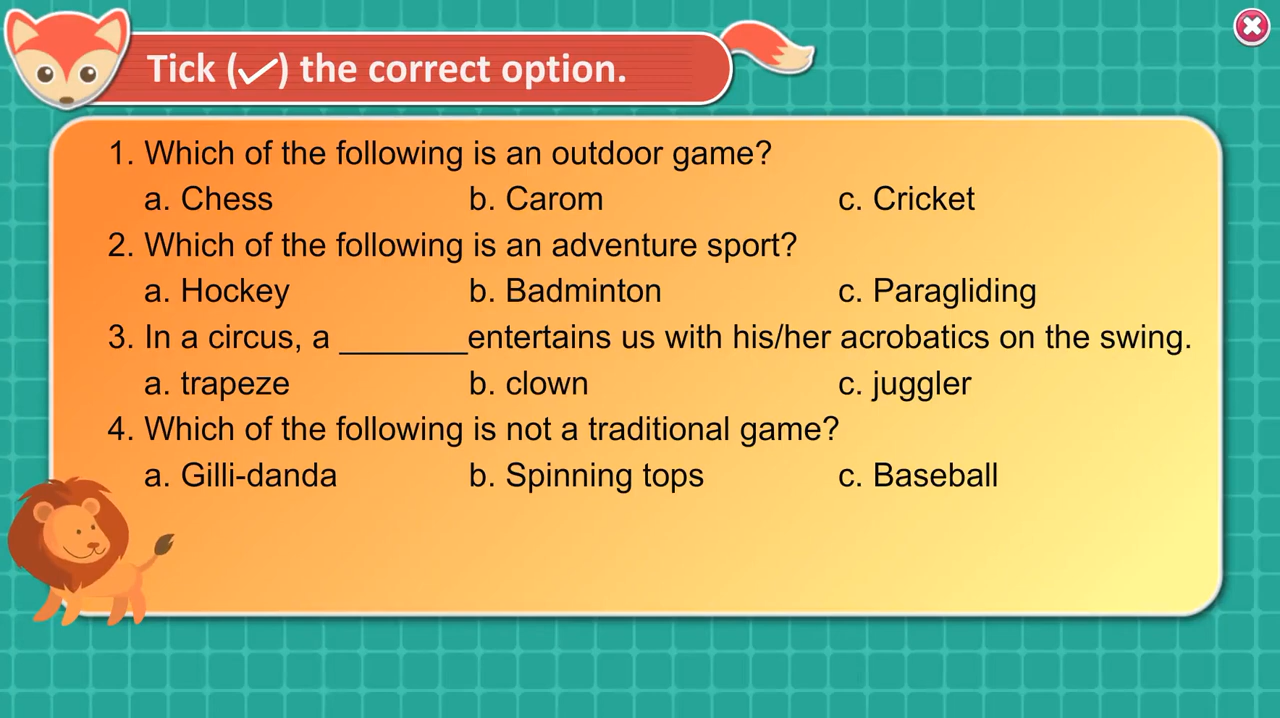 Tick (✓) the correct option.
1. Which of the following is an outdoor game?
a. Chess b. Carom c. Cricket
2. Which of the following is an adventure sport?
a. Hockey b. Badminton c. Paragliding
3. In a circus, a _______entertains us with his/her acrobatics on the swing.
a. trapeze b. clown c. juggler
4. Which of the following is not a traditional game?
a. Gilli-danda b. Spinning tops c. Baseball